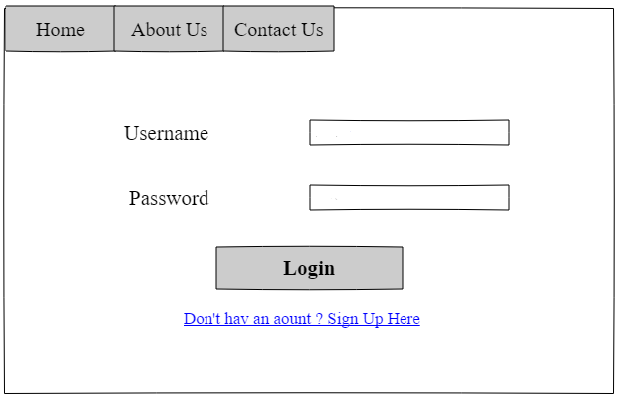 Home About Us Contact Us
Username
Password
Login
Don't hav an aount ? Sign Up Here